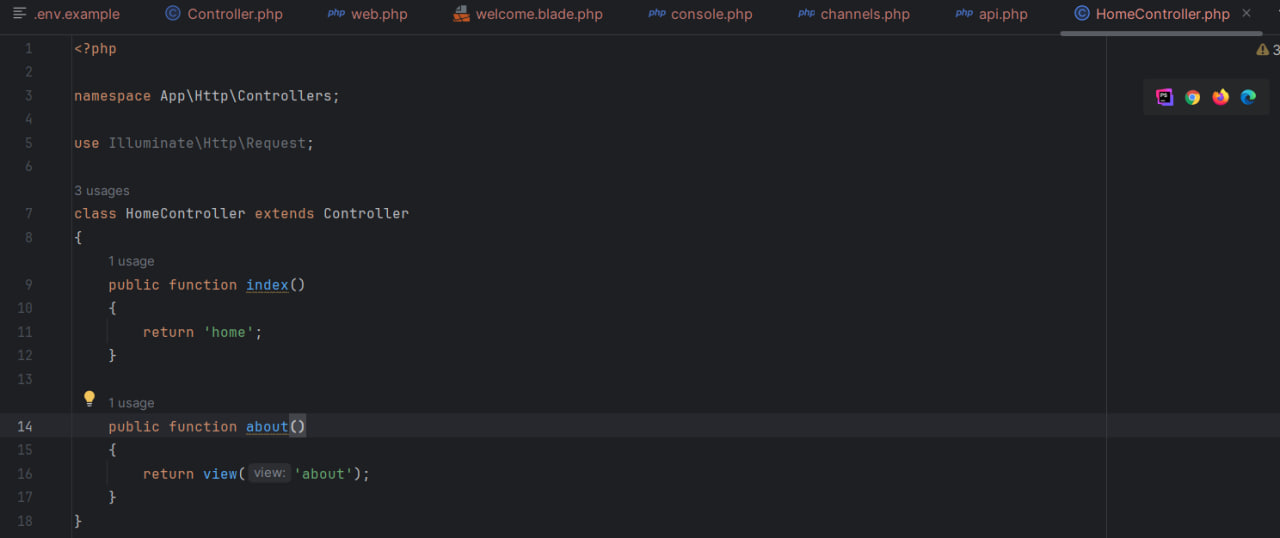 .env.example Controller.php php web.php welcome.blade.php php console.php php channels.php php api.php HomeController.php
1 <?php 3
2
3 namespace App\Http\Controllers;
4
5 use Illuminate\Http\Request;
6
3 usages
7 class HomeController extends Controller
8 {
1 usage
9 public function index()
10 {
11 return 'home';
12 }
13
1 usage
14 public function about()
15 {
16 return view( view: 'about');
17 }
18 }